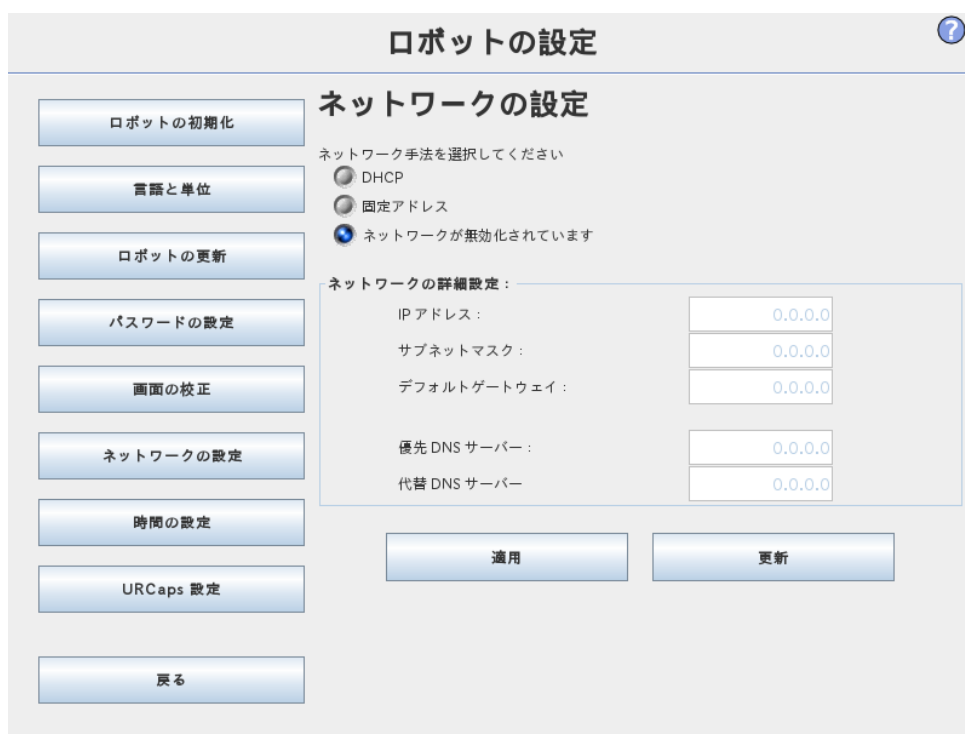 ロボットの設定
?
ロボットの初期化
言語と単位
ロボットの更新
パスワードの設定
画面の校正
ネットワークの設定
時間の設定
URCaps 設定
戻る
ネットワークの設定
ネットワーク手法を選択してください
DHCP
固定アドレス
ネットワークが無効化されています
ネットワークの詳細設定：
IP アドレス： 0.0.0.0
サブネットマスク： 0.0.0.0
デフォルトゲートウェイ： 0.0.0.0
優先 DNS サーバー： 0.0.0.0
代替 DNS サーバー 0.0.0.0
適用 更新